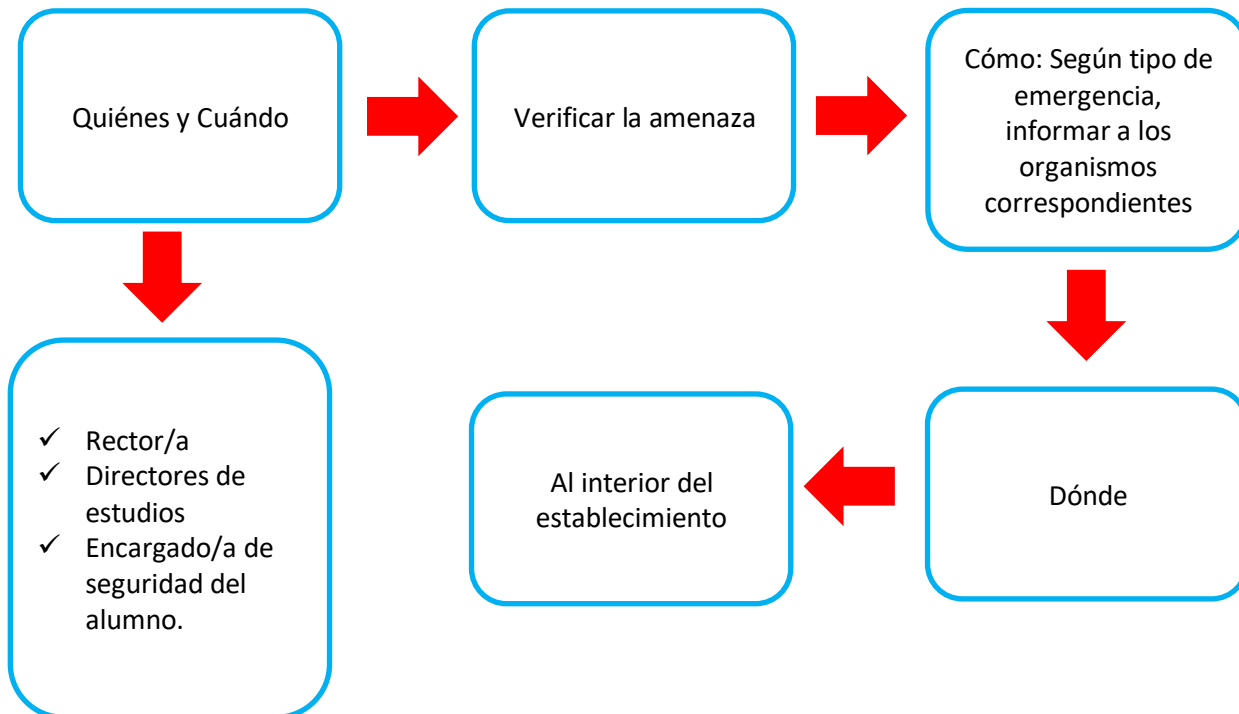 Quiénes y Cuándo
Verificar la amenaza
Cómo: Según tipo de
emergencia,
informar a los
organismos
correspondientes
✓ Rector/a
✓ Directores de
estudios
✓ Encargado/a de
seguridad del
alumno.
Al interior del
establecimiento
Dónde